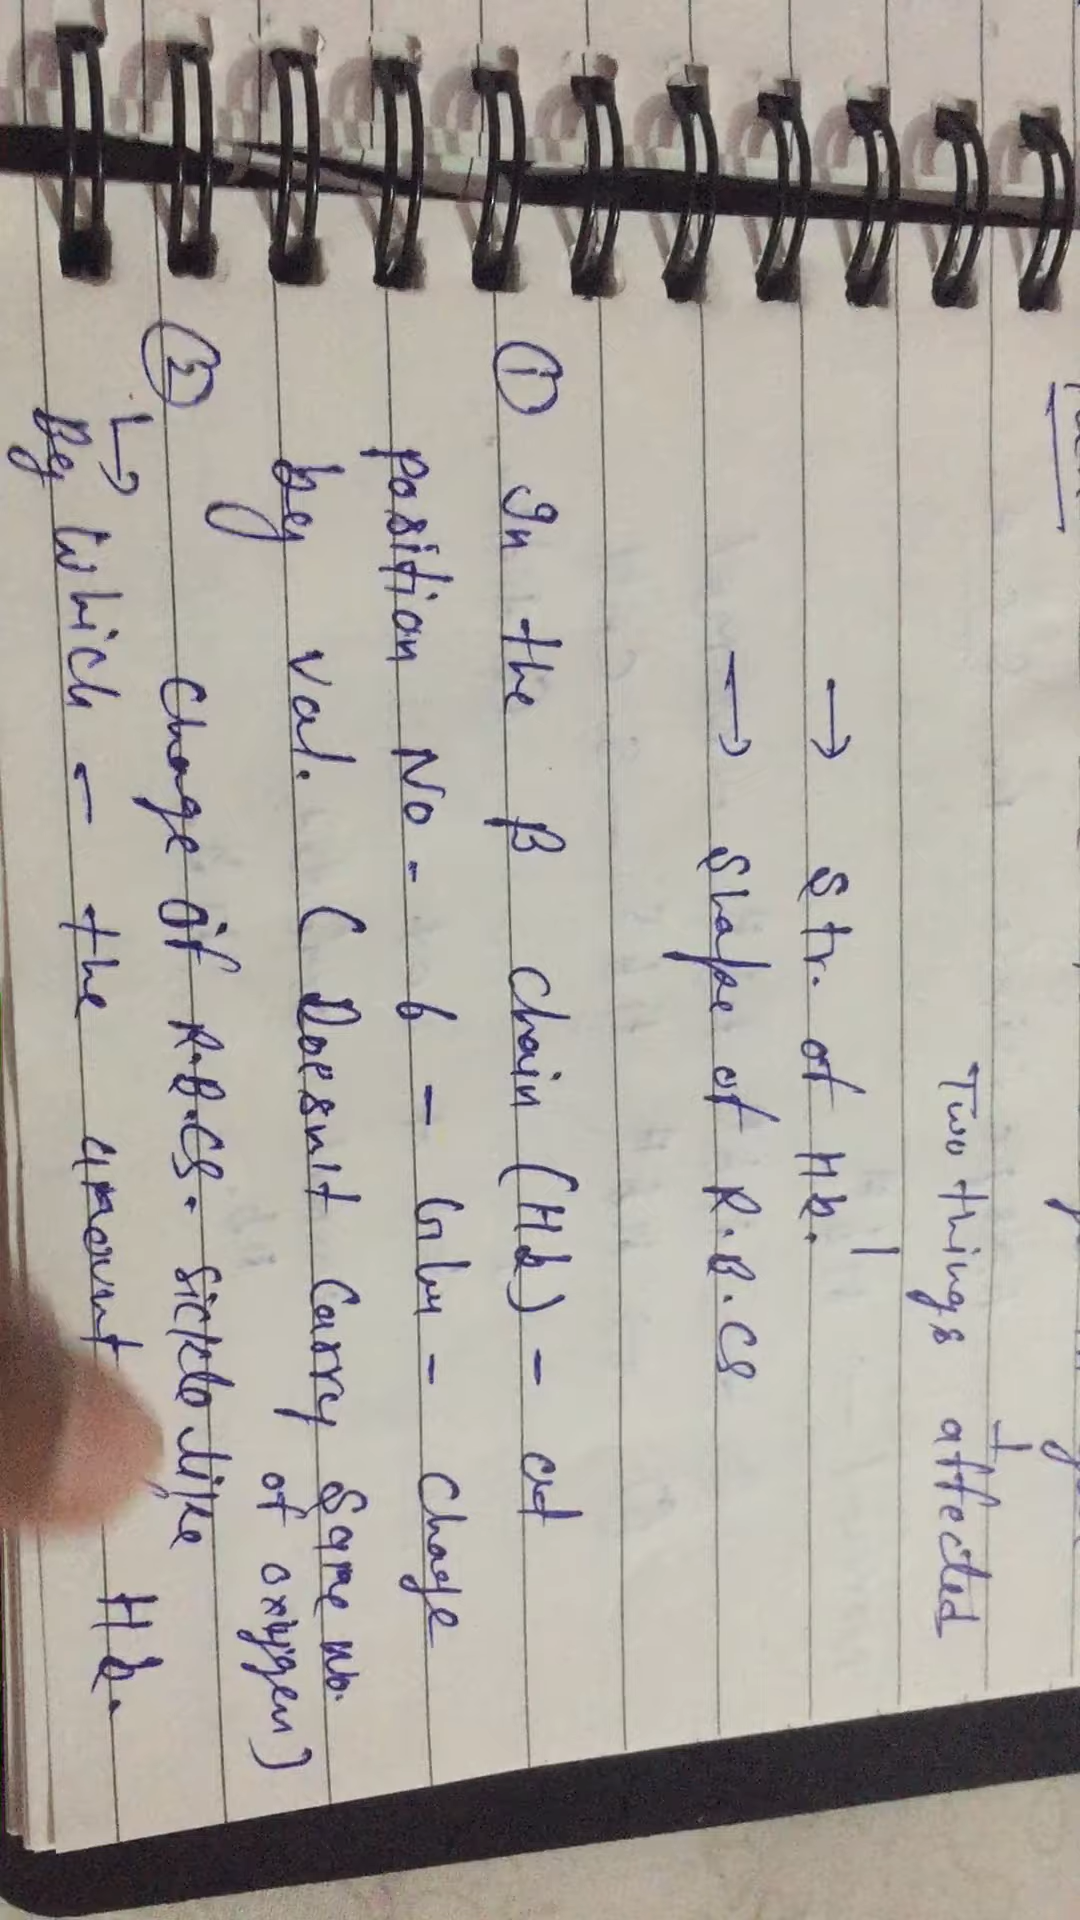 Two things affected
→ Str. of Hb.
→ Shape of R.B.CS
① In the β Chain (Hb) - at
position No - 6 - Glu - Chage
by val. ( Doesn't Carry Same no.
of oxygen)
② Change of R.B.CS. Sickle like
↳ By which - the amount Hb.